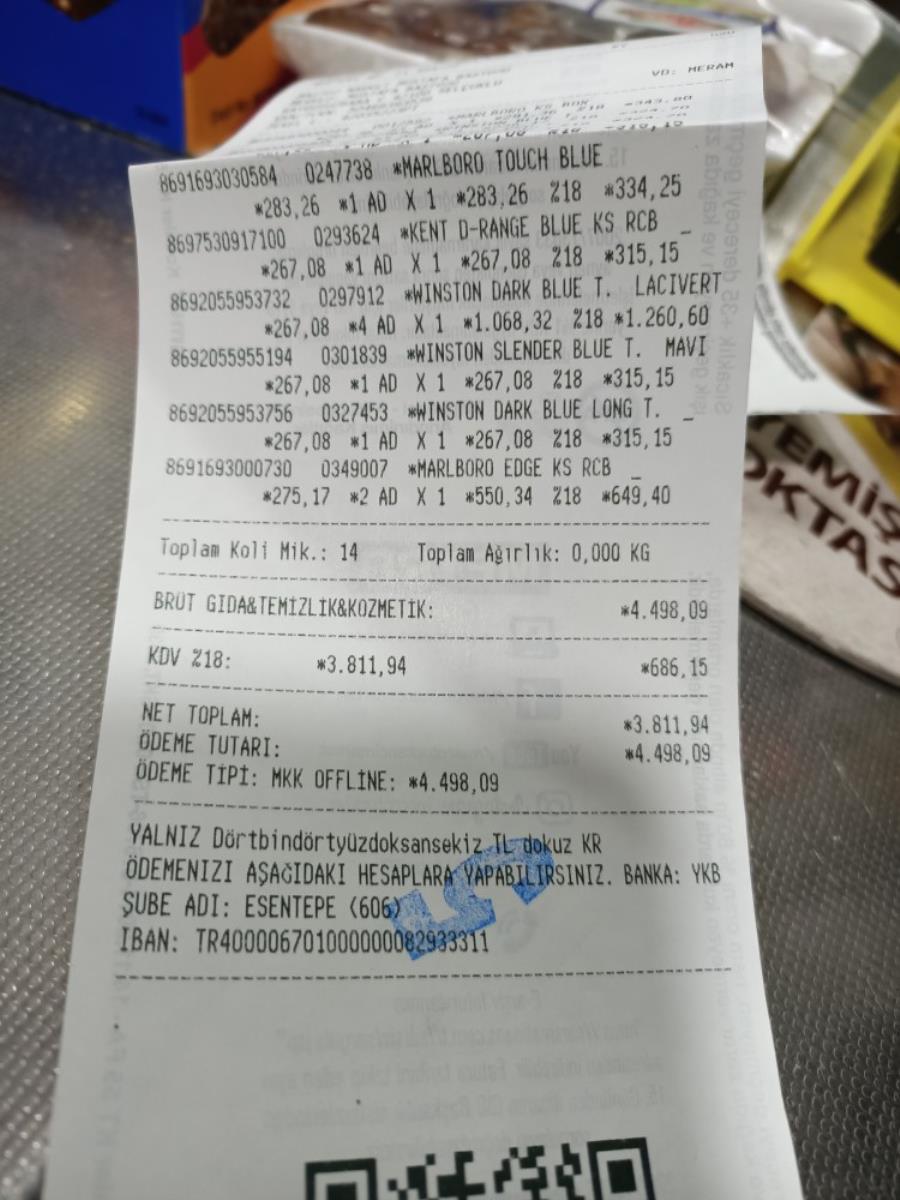 VD: MERAM
8691693030584 0247738 *MARLBORO TOUCH BLUE
*283,26 *1 AD X 1 *283,26 %18 *334,25
8697530917100 0293624 *KENT D-RANGE BLUE KS RCB _
*267,08 *1 AD X 1 *267,08 %18 *315,15
8692055953732 0297912 *WINSTON DARK BLUE T. LACIVERT
*267,08 *4 AD X 1 *1.068,32 %18 *1.260,60
8692055955194 0301839 *WINSTON SLENDER BLUE T. MAVI
*267,08 *1 AD X 1 *267,08 %18 *315,15
8692055953756 0327453 *WINSTON DARK BLUE LONG T. _
*267,08 *1 AD X 1 *267,08 %18 *315,15
8691693000730 0349007 *MARLBORO EDGE KS RCB _
*275,17 *2 AD X 1 *550,34 %18 *649,40
Toplam Koli Mik.: 14 Toplam Ağırlık: 0,000 KG
BRÜT GIDA&TEMİZLİK&KOZMETİK: *4.498,09
KDV %18: *3.811,94 *686,15
NET TOPLAM: *3.811,94
ÖDEME TUTARI: *4.498,09
ÖDEME TİPİ: MKK OFFLINE: *4.498,09
YALNIZ Dörtbindörtyüzdoksansekiz TL dokuz KR
ÖDEMENIZI AŞAĞIDAKI HESAPLARA YAPABILIRSINIZ. BANKA: YKB
ŞUBE ADI: ESENTEPE (606)
IBAN: TR400006701000000082933311
5